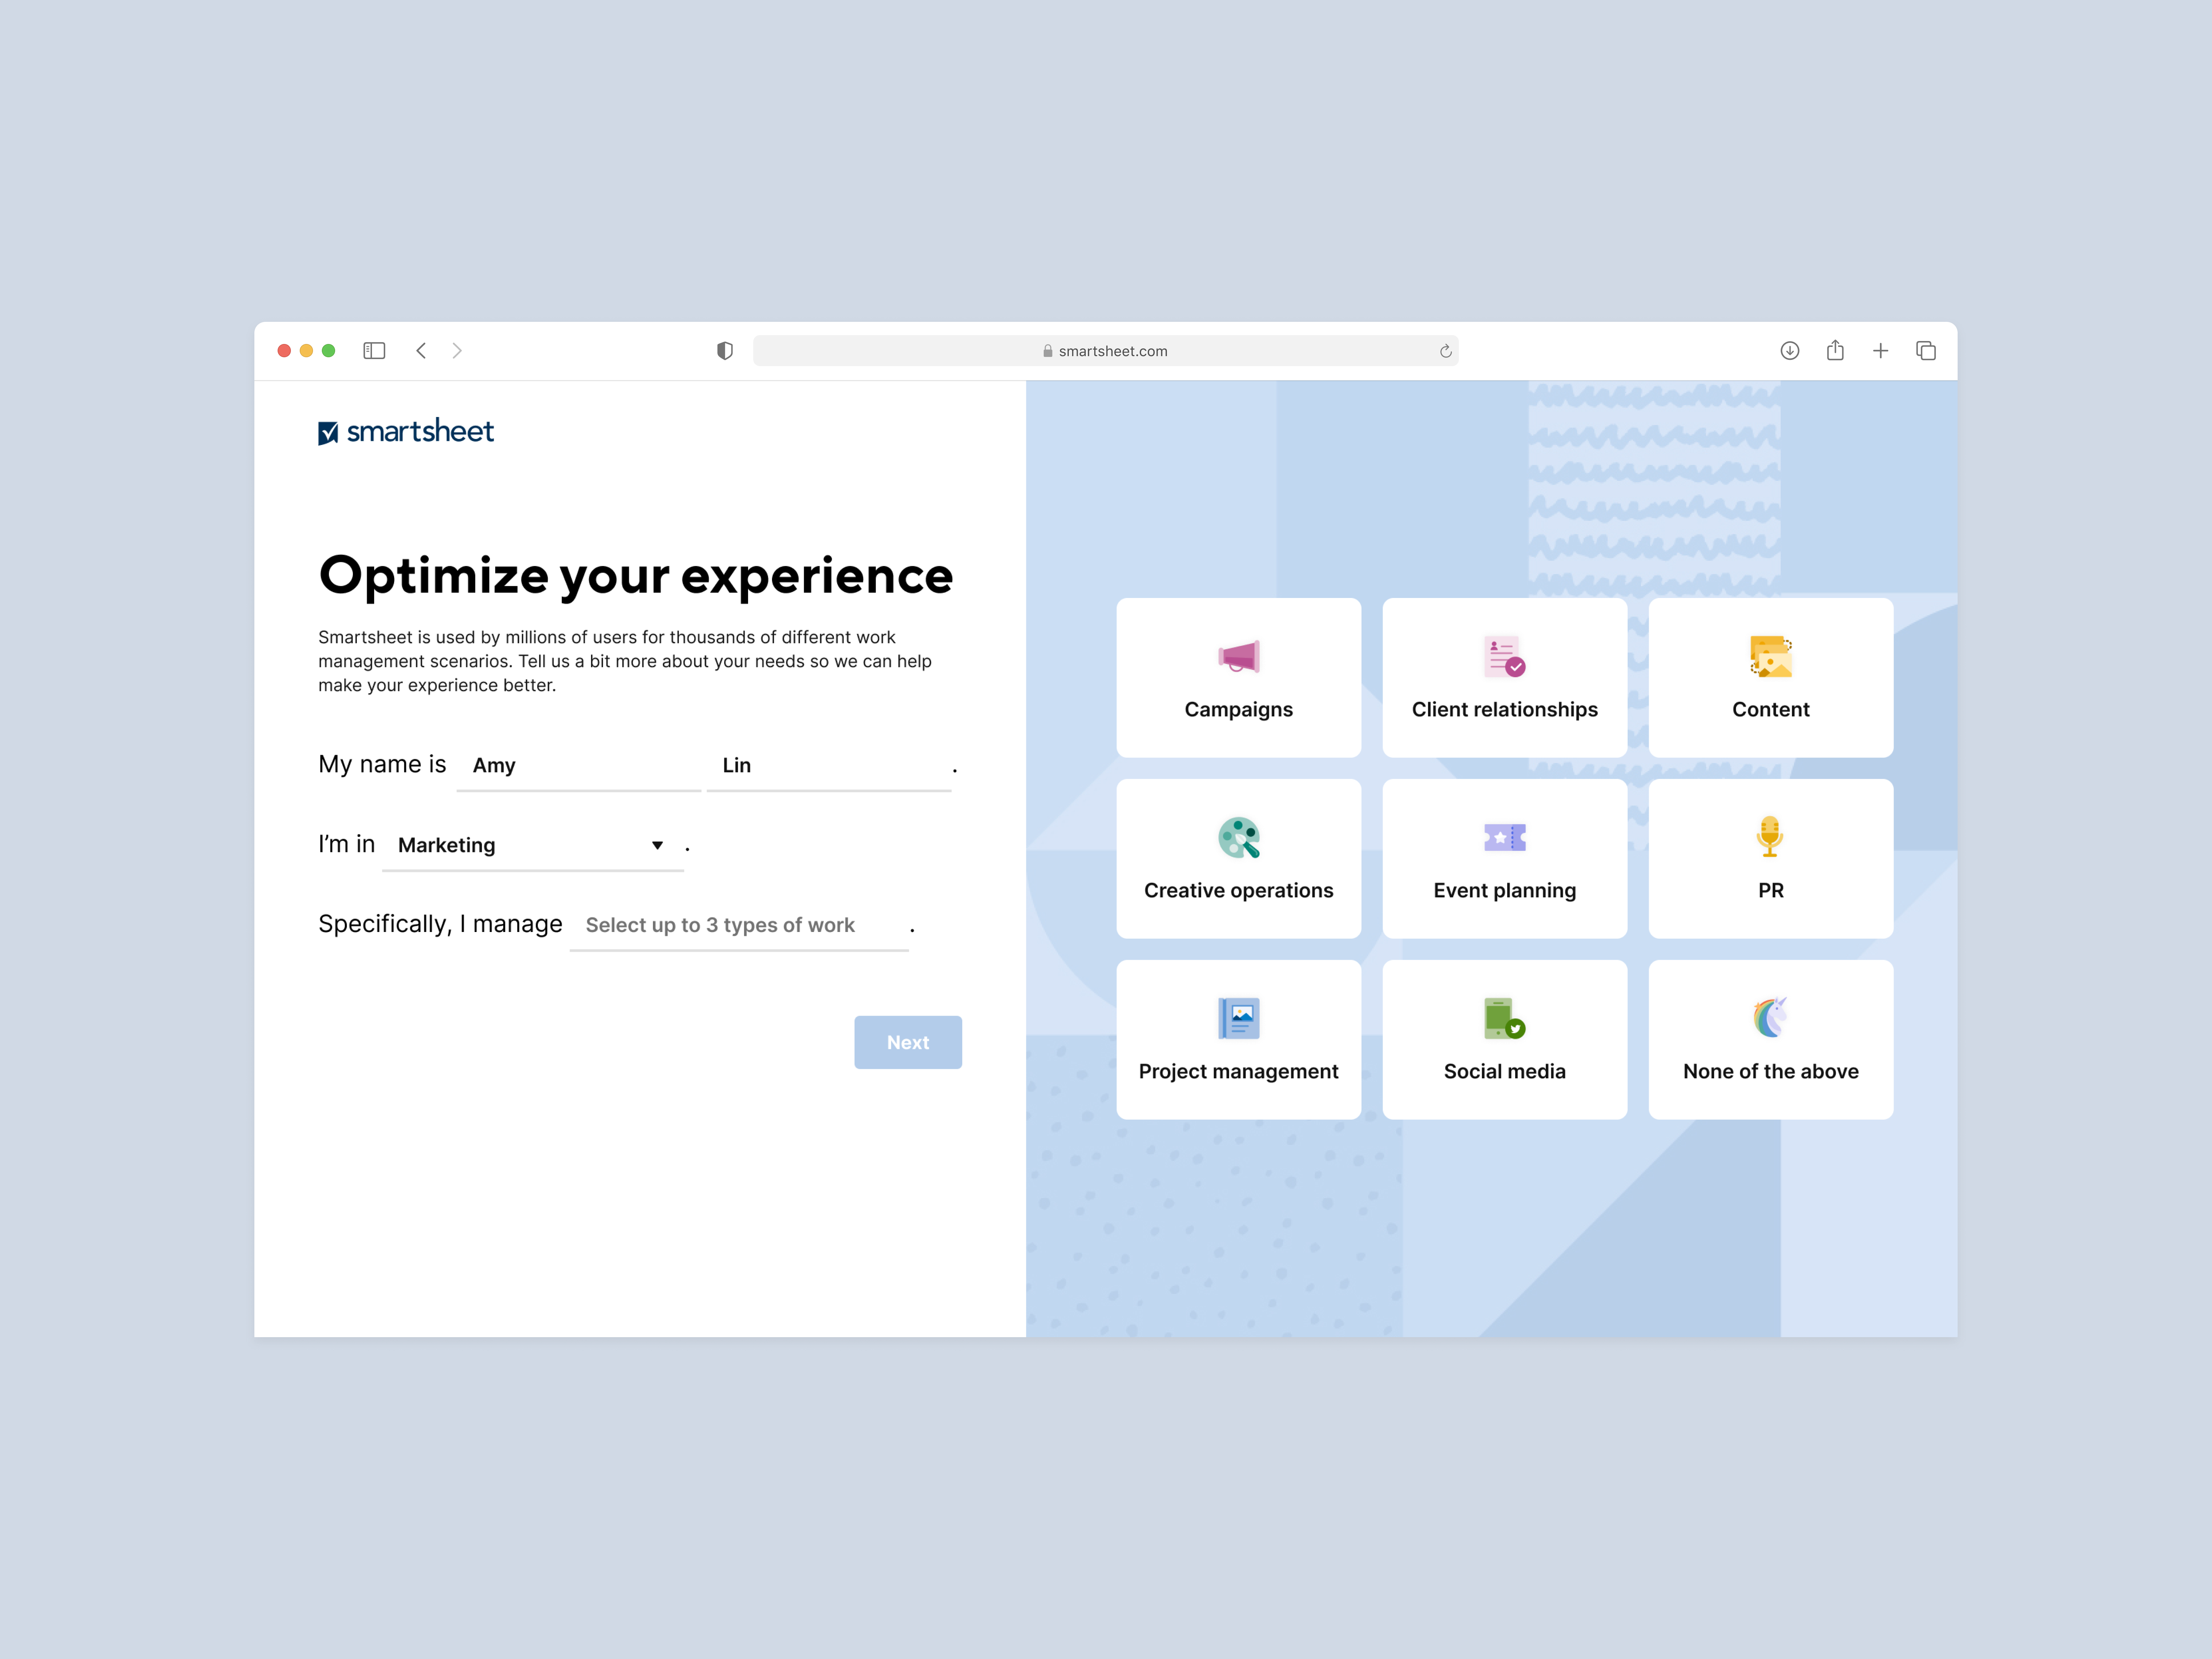 smartsheet.com
smartsheet
Optimize your experience
Smartsheet is used by millions of users for thousands of different work
management scenarios. Tell us a bit more about your needs so we can help
make your experience better.
My name is Amy Lin .
I’m in Marketing .
Specifically, I manage Select up to 3 types of work .
Next
Campaigns
Client relationships
Content
Creative operations
Event planning
PR
Project management
Social media
None of the above